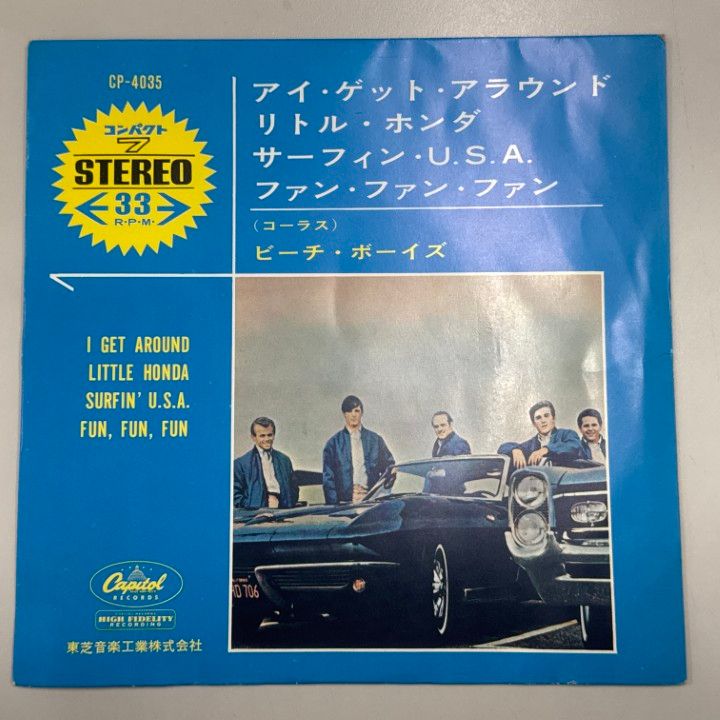 CP-4035
コンパクト
7
STEREO
33
R·P·M·
アイ・ゲット・アラウンド
リトル・ホンダ
サーフィン・U.S.A.
ファン・ファン・ファン
(コーラス)
ビーチ・ボーイズ
I GET AROUND
LITTLE HONDA
SURFIN' U.S.A.
FUN, FUN, FUN
Capitol
RECORDS
HIGH FIDELITY
RECORDING
東芝音楽工業株式会社
706